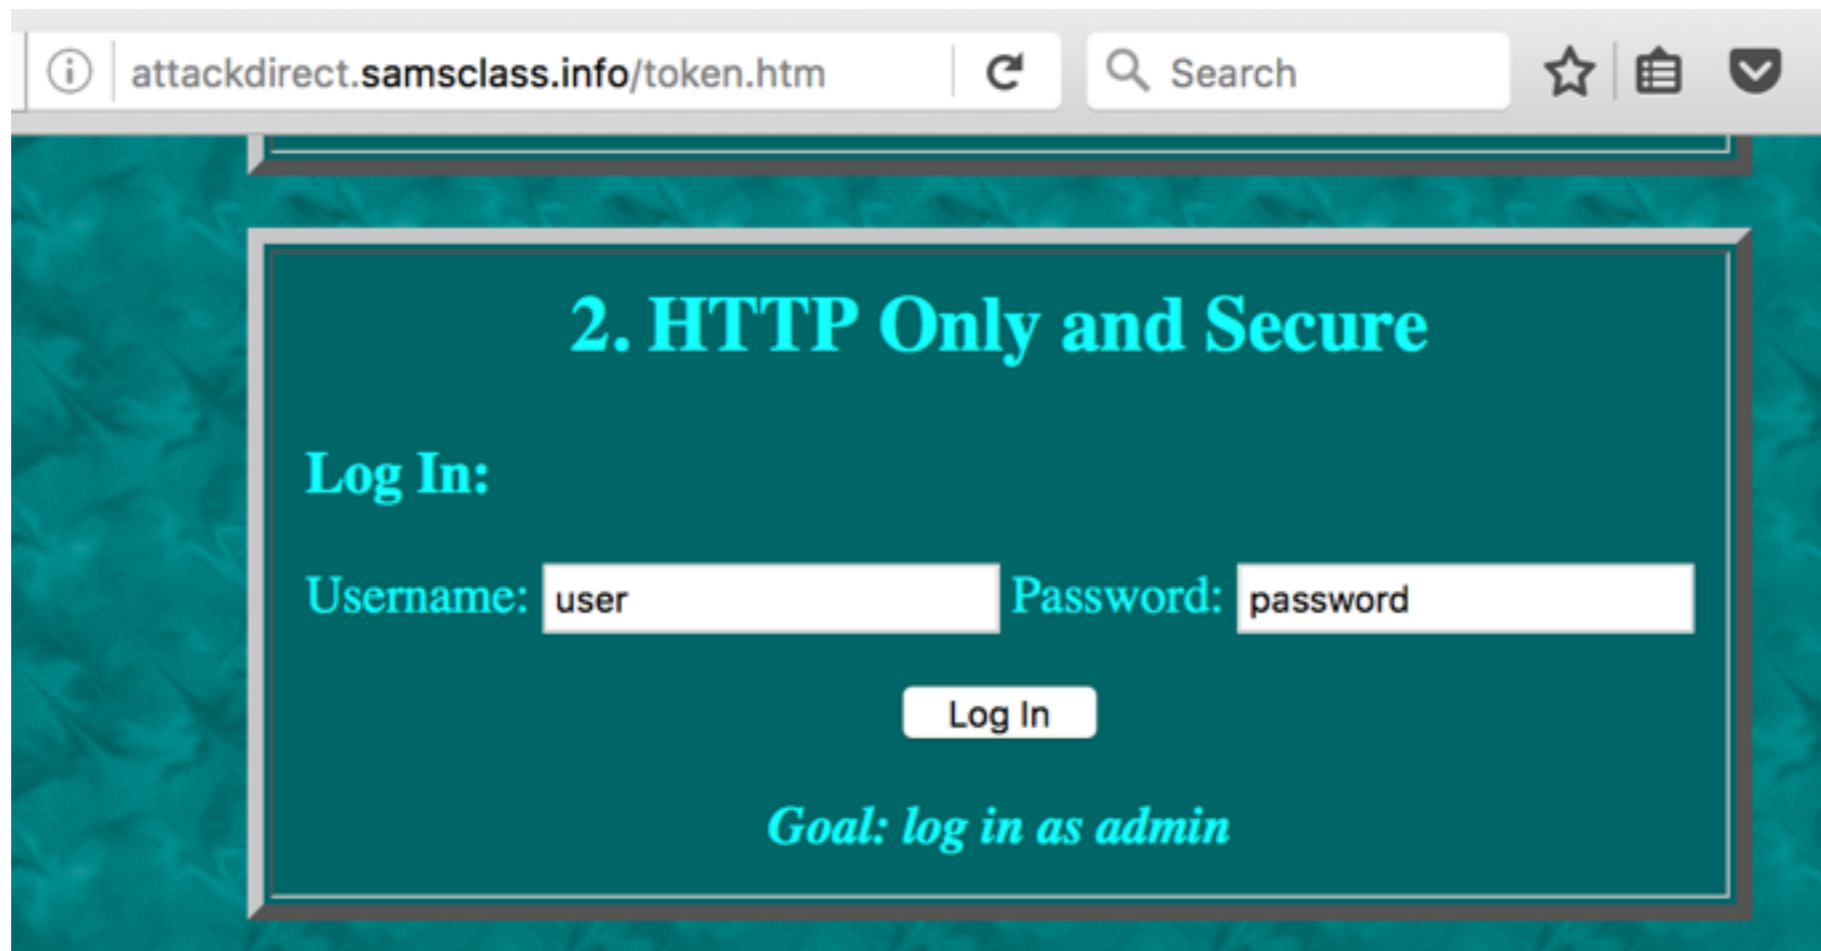 attackdirect.samsclass.info/token.htm Search
2. HTTP Only and Secure
Log In:
Username: user Password: password
Log In
Goal: log in as admin